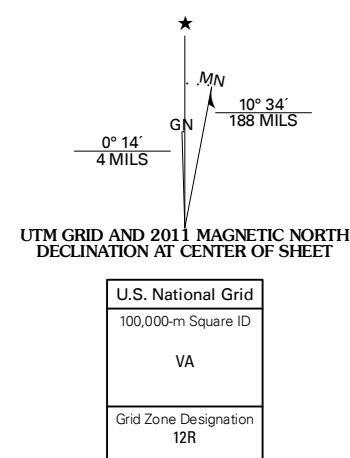 ★
MN
GN
10° 34´
188 MILS
0° 14´
4 MILS
UTM GRID AND 2011 MAGNETIC NORTH
DECLINATION AT CENTER OF SHEET
U.S. National Grid
100,000-m Square ID
VA
Grid Zone Designation
12R